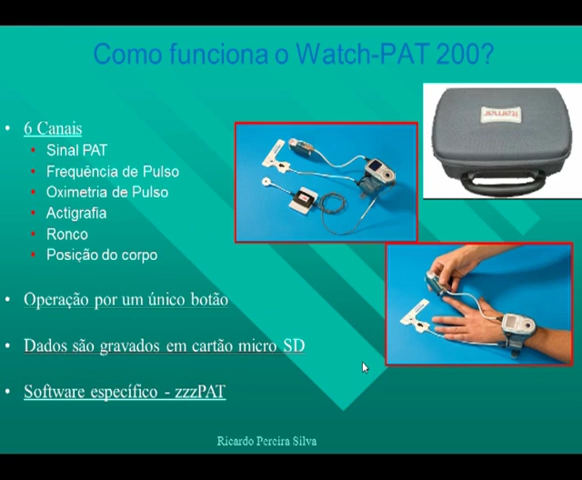 Como funciona o Watch-PAT 200?
• 6 Canais
• Sinal PAT
• Frequência de Pulso
• Oximetria de Pulso
• Actigrafia
• Ronco
• Posição do corpo
• Operação por um único botão
• Dados são gravados em cartão micro SD
• Software específico - zzzPAT
Ricardo Pereira Silva